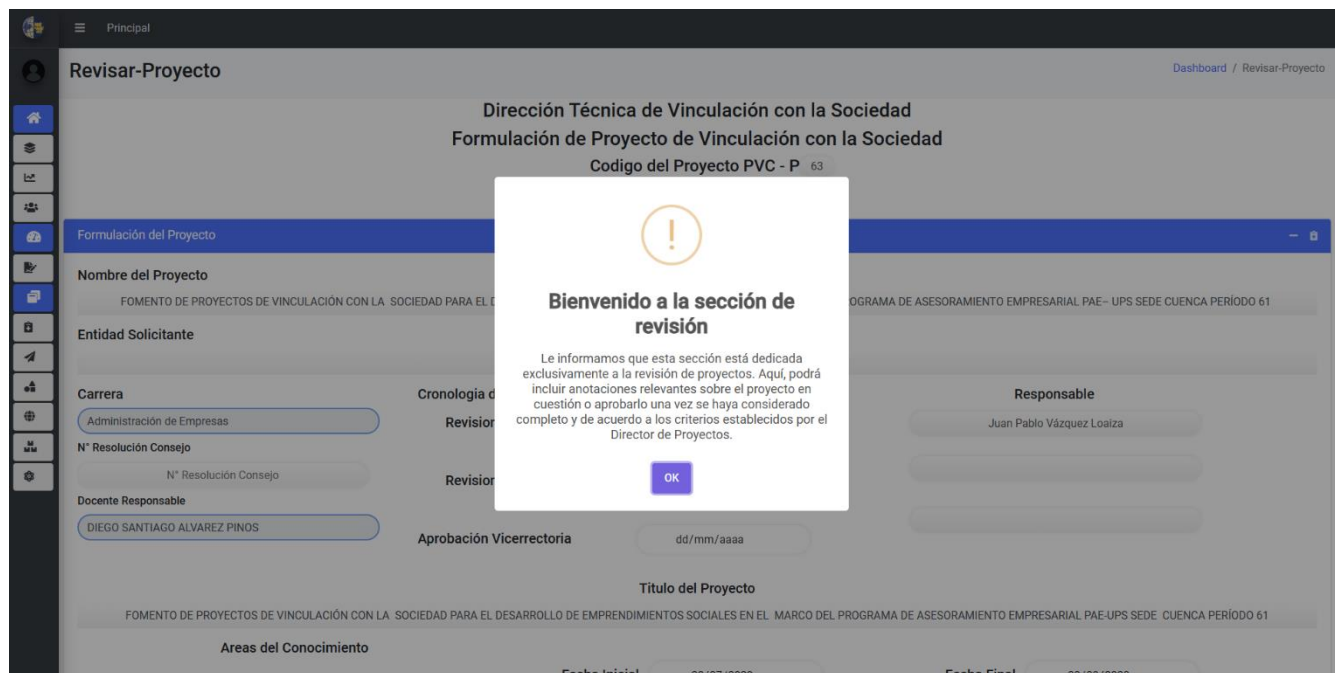 Principal
Revisar-Proyecto
Dashboard / Revisar-Proyecto
Dirección Técnica de Vinculación con la Sociedad
Formulación de Proyecto de Vinculación con la Sociedad
Codigo del Proyecto PVC - P 63
Formulación del Proyecto
Nombre del Proyecto
FOMENTO DE PROYECTOS DE VINCULACIÓN CON LA SOCIEDAD PARA EL
OGRAMA DE ASESORAMIENTO EMPRESARIAL PAE– UPS SEDE CUENCA PERÍODO 61
Entidad Solicitante
Carrera
Administración de Empresas
N° Resolución Consejo
N° Resolución Consejo
Docente Responsable
DIEGO SANTIAGO ALVAREZ PINOS
Cronologia d
Revision
Revision
Aprobación Vicerrectoria dd/mm/aaaa
Responsable
Juan Pablo Vázquez Loaiza
!
Bienvenido a la sección de
revisión
Le informamos que esta sección está dedicada
exclusivamente a la revisión de proyectos. Aquí, podrá
incluir anotaciones relevantes sobre el proyecto en
cuestión o aprobarlo una vez se haya considerado
completo y de acuerdo a los criterios establecidos por el
Director de Proyectos.
OK
Titulo del Proyecto
FOMENTO DE PROYECTOS DE VINCULACIÓN CON LA SOCIEDAD PARA EL DESARROLLO DE EMPRENDIMIENTOS SOCIALES EN EL MARCO DEL PROGRAMA DE ASESORAMIENTO EMPRESARIAL PAE-UPS SEDE CUENCA PERÍODO 61
Areas del Conocimiento
Fecha Inicial
Fecha Final